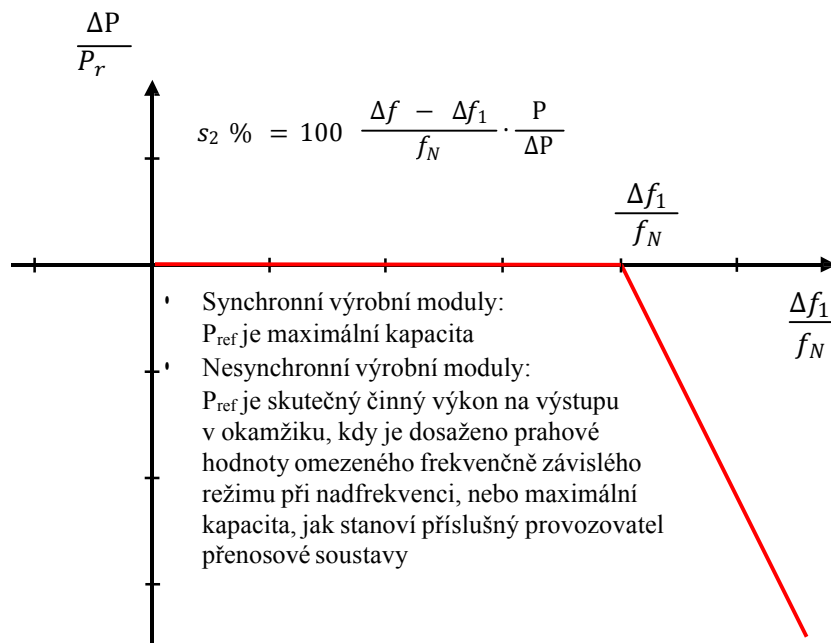 ΔP
P_r
s₂ % = 100 (Δf − Δf₁)/f_N · P/ΔP
Δf₁
f_N
Δf₁
f_N
• Synchronní výrobní moduly:
P_ref je maximální kapacita
• Nesynchronní výrobní moduly:
P_ref je skutečný činný výkon na výstupu
v okamžiku, kdy je dosaženo prahové
hodnoty omezeného frekvenčně závislého
režimu při nadfrekvenci, nebo maximální
kapacita, jak stanoví příslušný provozovatel
přenosové soustavy